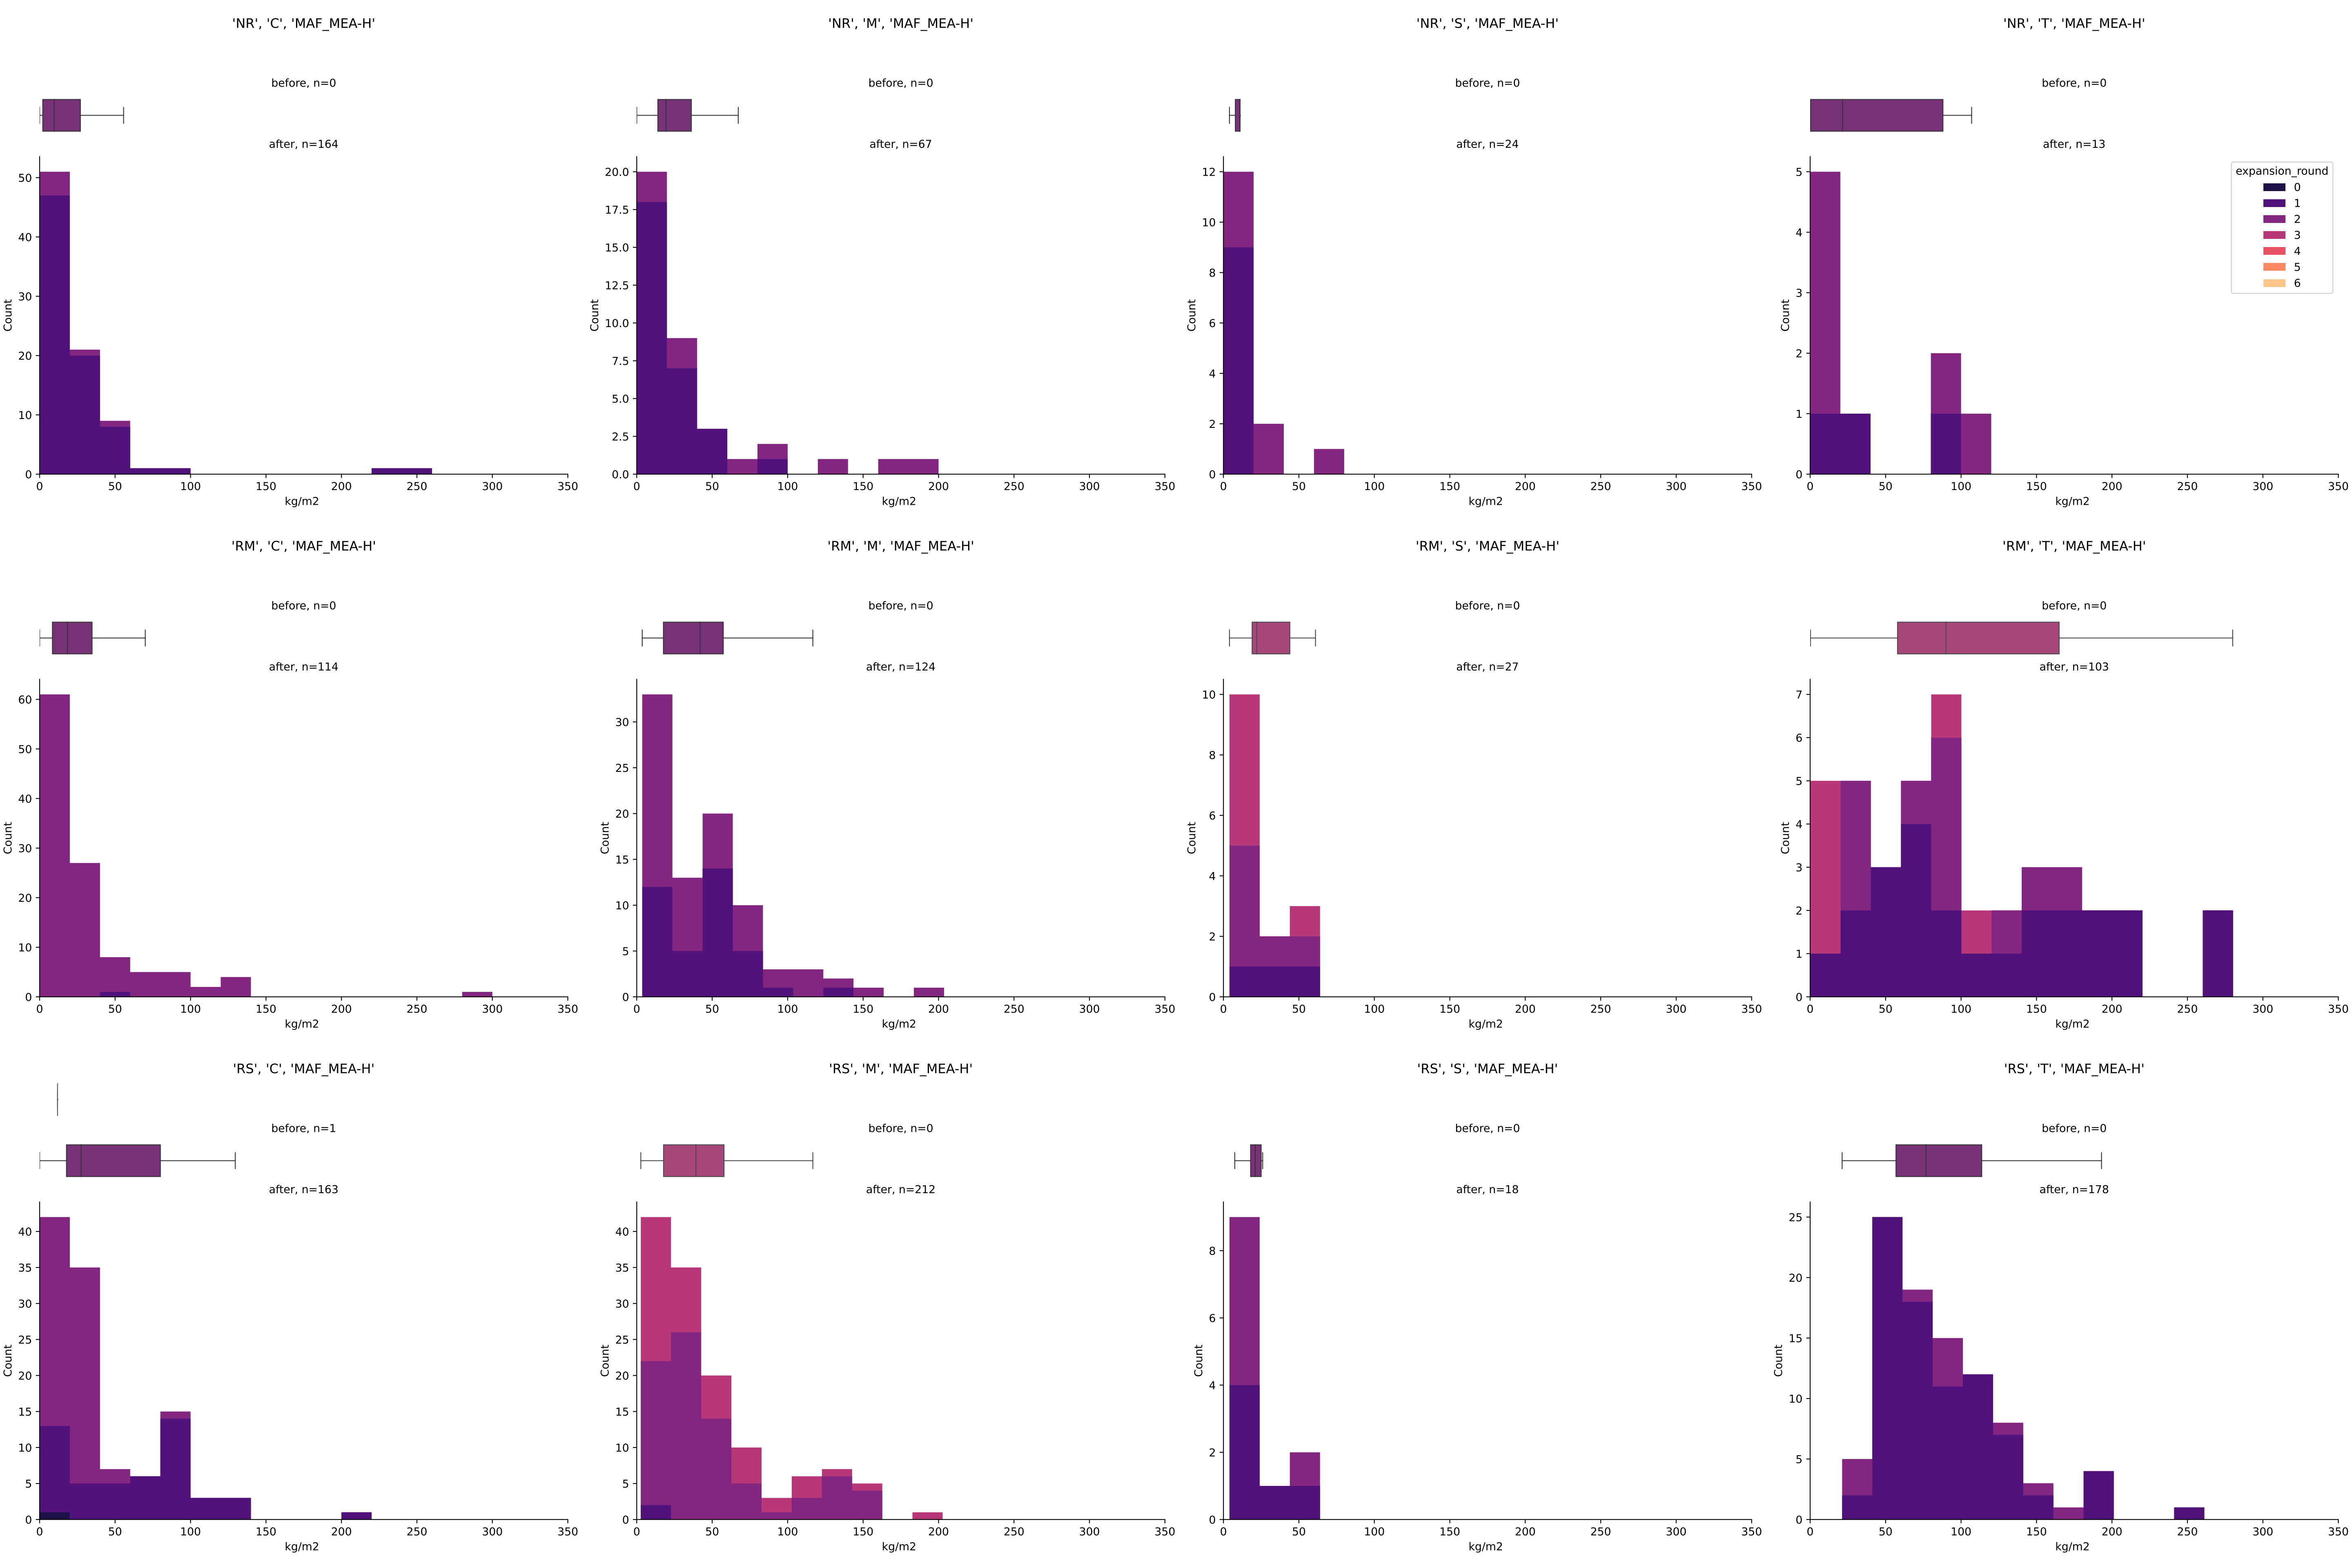 'NR', 'C', 'MAF_MEA-H'
before, n=0
after, n=164
50
40
30
20
10
0
Count
0 50 100 150 200 250 300 350
kg/m2
'NR', 'M', 'MAF_MEA-H'
before, n=0
after, n=67
20.0
17.5
15.0
12.5
10.0
7.5
5.0
2.5
0.0
Count
0 50 100 150 200 250 300 350
kg/m2
'NR', 'S', 'MAF_MEA-H'
before, n=0
after, n=24
12
10
8
6
4
2
0
Count
0 50 100 150 200 250 300 350
kg/m2
'NR', 'T', 'MAF_MEA-H'
before, n=0
after, n=13
5
4
3
2
1
0
Count
0 50 100 150 200 250 300 350
kg/m2
expansion_round
0
1
2
3
4
5
6
'RM', 'C', 'MAF_MEA-H'
before, n=0
after, n=114
60
50
40
30
20
10
0
Count
0 50 100 150 200 250 300 350
kg/m2
'RM', 'M', 'MAF_MEA-H'
before, n=0
after, n=124
30
25
20
15
10
5
0
Count
0 50 100 150 200 250 300 350
kg/m2
'RM', 'S', 'MAF_MEA-H'
before, n=0
after, n=27
10
8
6
4
2
0
Count
0 50 100 150 200 250 300 350
kg/m2
'RM', 'T', 'MAF_MEA-H'
before, n=0
after, n=103
7
6
5
4
3
2
1
0
Count
0 50 100 150 200 250 300 350
kg/m2
'RS', 'C', 'MAF_MEA-H'
before, n=1
after, n=163
40
35
30
25
20
15
10
5
0
Count
0 50 100 150 200 250 300 350
kg/m2
'RS', 'M', 'MAF_MEA-H'
before, n=0
after, n=212
40
35
30
25
20
15
10
5
0
Count
0 50 100 150 200 250 300 350
kg/m2
'RS', 'S', 'MAF_MEA-H'
before, n=0
after, n=18
8
6
4
2
0
Count
0 50 100 150 200 250 300 350
kg/m2
'RS', 'T', 'MAF_MEA-H'
before, n=0
after, n=178
25
20
15
10
5
0
Count
0 50 100 150 200 250 300 350
kg/m2